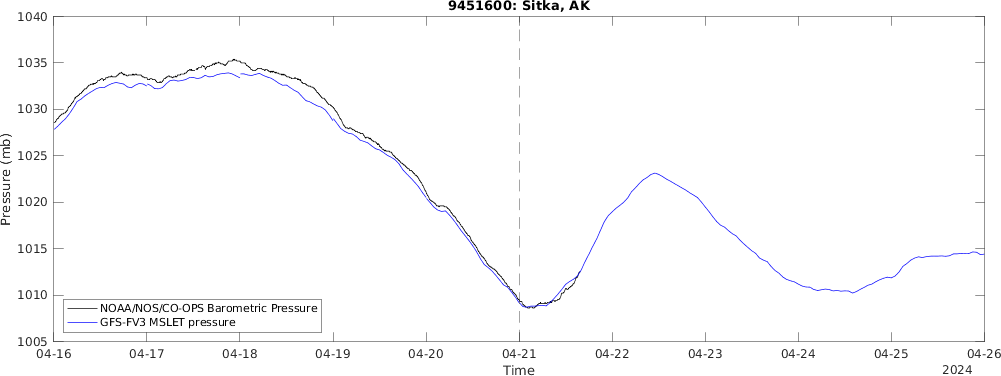 9451600: Sitka, AK
1040
1035
1030
1025
1020
1015
1010
1005
Pressure (mb)
NOAA/NOS/CO-OPS Barometric Pressure
GFS-FV3 MSLET pressure
04-16 04-17 04-18 04-19 04-20 04-21 04-22 04-23 04-24 04-25 04-26
Time
2024